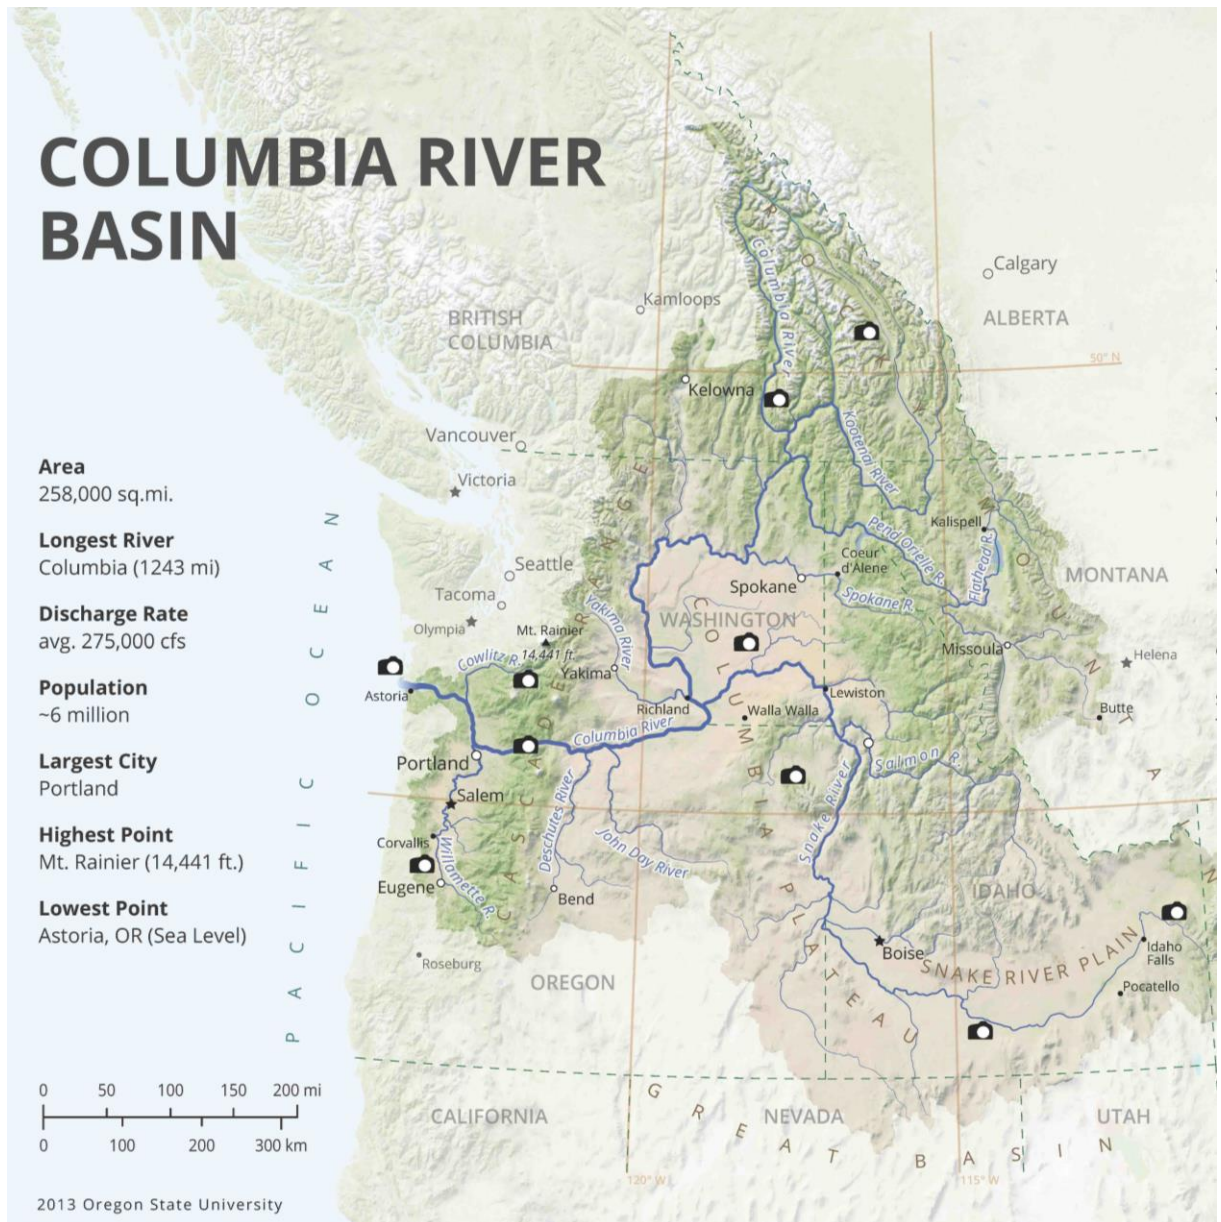 COLUMBIA RIVER
BASIN
Area
258,000 sq.mi.
Longest River
Columbia (1243 mi)
Discharge Rate
avg. 275,000 cfs
Population
~6 million
Largest City
Portland
Highest Point
Mt. Rainier (14,441 ft.)
Lowest Point
Astoria, OR (Sea Level)
0 50 100 150 200 mi
0 100 200 300 km
2013 Oregon State University
PACIFIC OCEAN
BRITISH
COLUMBIA
Kamloops
Calgary
ALBERTA
50° N
Columbia River
ROCKY MOUNTAINS
Kelowna
Kootenai River
Vancouver
Victoria
CASCADE RANGE
Kalispell
Pend Orielle R.
Flathead R.
Coeur
d'Alene
MONTANA
Seattle
Spokane
Spokane R.
Tacoma
Olympia
Mt. Rainier
14,441 ft.
Yakima River
WASHINGTON
COLUMBIA PLATEAU
Missoula
Helena
Cowlitz R.
Yakima
Astoria
Richland
Walla Walla
Lewiston
Butte
Columbia River
Portland
Salmon R.
Snake River
Salem
Corvallis
Willamette R.
Deschutes River
John Day River
Eugene
Bend
IDAHO
Roseburg
OREGON
Boise
SNAKE RIVER PLAIN
Idaho
Falls
Pocatello
CALIFORNIA
NEVADA
UTAH
GREAT BASIN
120° W
115° W